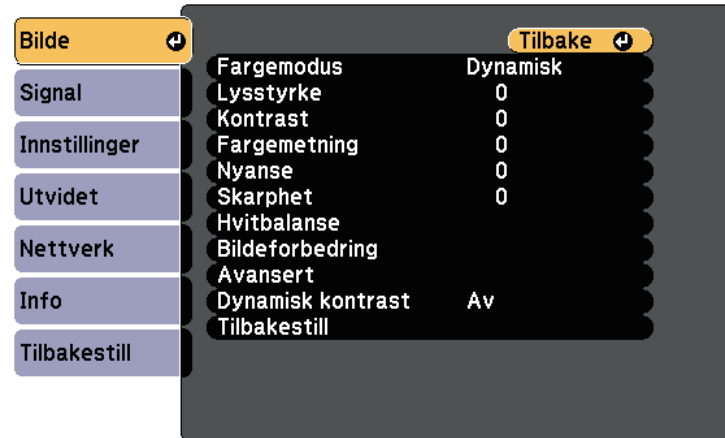 Bilde
Signal
Innstillinger
Utvidet
Nettverk
Info
Tilbakestill
Tilbake
Fargemodus Dynamisk
Lysstyrke 0
Kontrast 0
Fargemetning 0
Nyanse 0
Skarphet 0
Hvitbalanse
Bildeforbedring
Avansert
Dynamisk kontrast Av
Tilbakestill